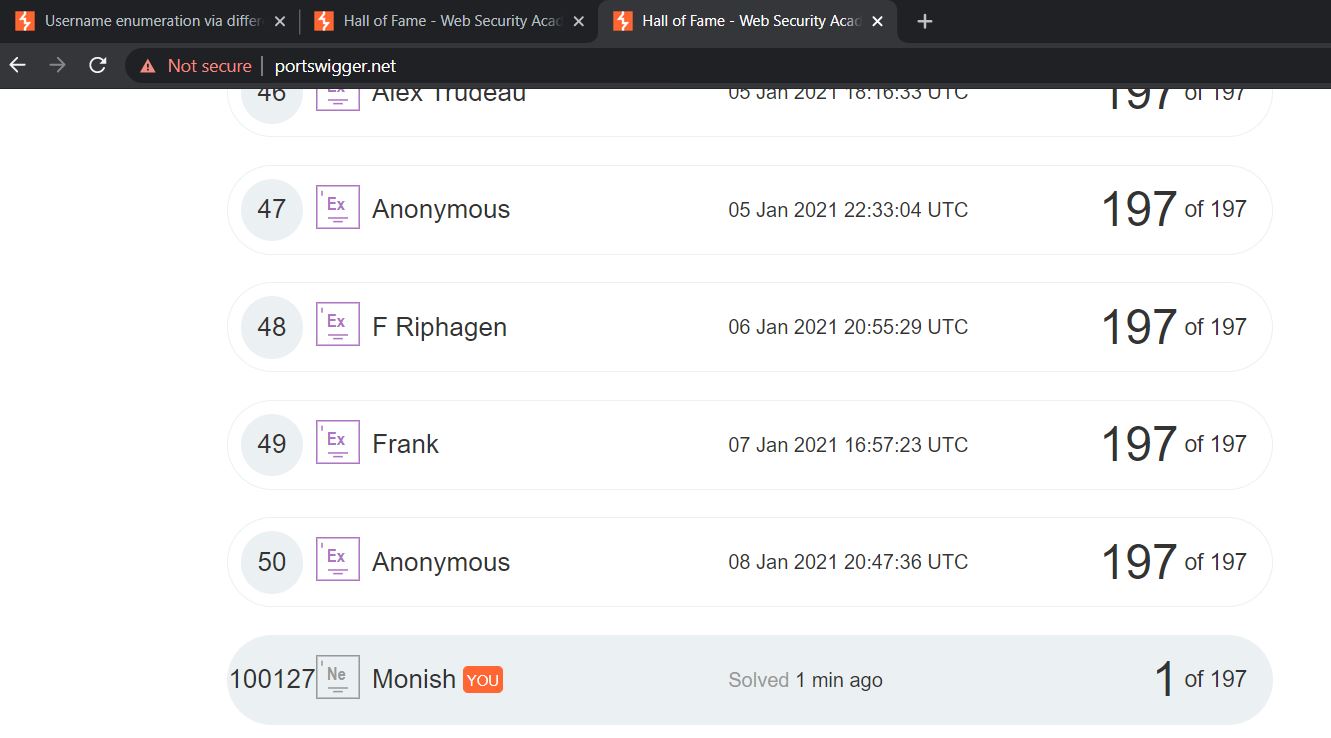 Username enumeration via differ
Hall of Fame - Web Security Acad
Hall of Fame - Web Security Acad
Not secure
portswigger.net
46 Ex Alex Trudeau 05 Jan 2021 18:16:33 UTC 197 of 197
47 Ex Anonymous 05 Jan 2021 22:33:04 UTC 197 of 197
48 Ex F Riphagen 06 Jan 2021 20:55:29 UTC 197 of 197
49 Ex Frank 07 Jan 2021 16:57:23 UTC 197 of 197
50 Ex Anonymous 08 Jan 2021 20:47:36 UTC 197 of 197
100127 Ne Monish YOU Solved 1 min ago 1 of 197